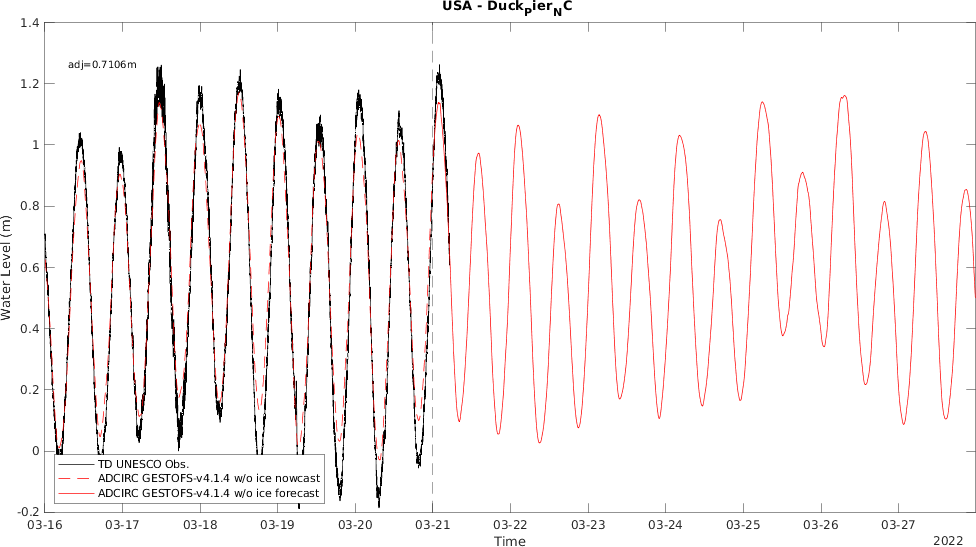 USA - Duck_Pier_NC
adj=0.7106m
1.4
1.2
1
0.8
0.6
0.4
0.2
0
-0.2
Water Level (m)
TD UNESCO Obs.
ADCIRC GESTOFS-v4.1.4 w/o ice nowcast
ADCIRC GESTOFS-v4.1.4 w/o ice forecast
03-16 03-17 03-18 03-19 03-20 03-21 03-22 03-23 03-24 03-25 03-26 03-27
Time
2022